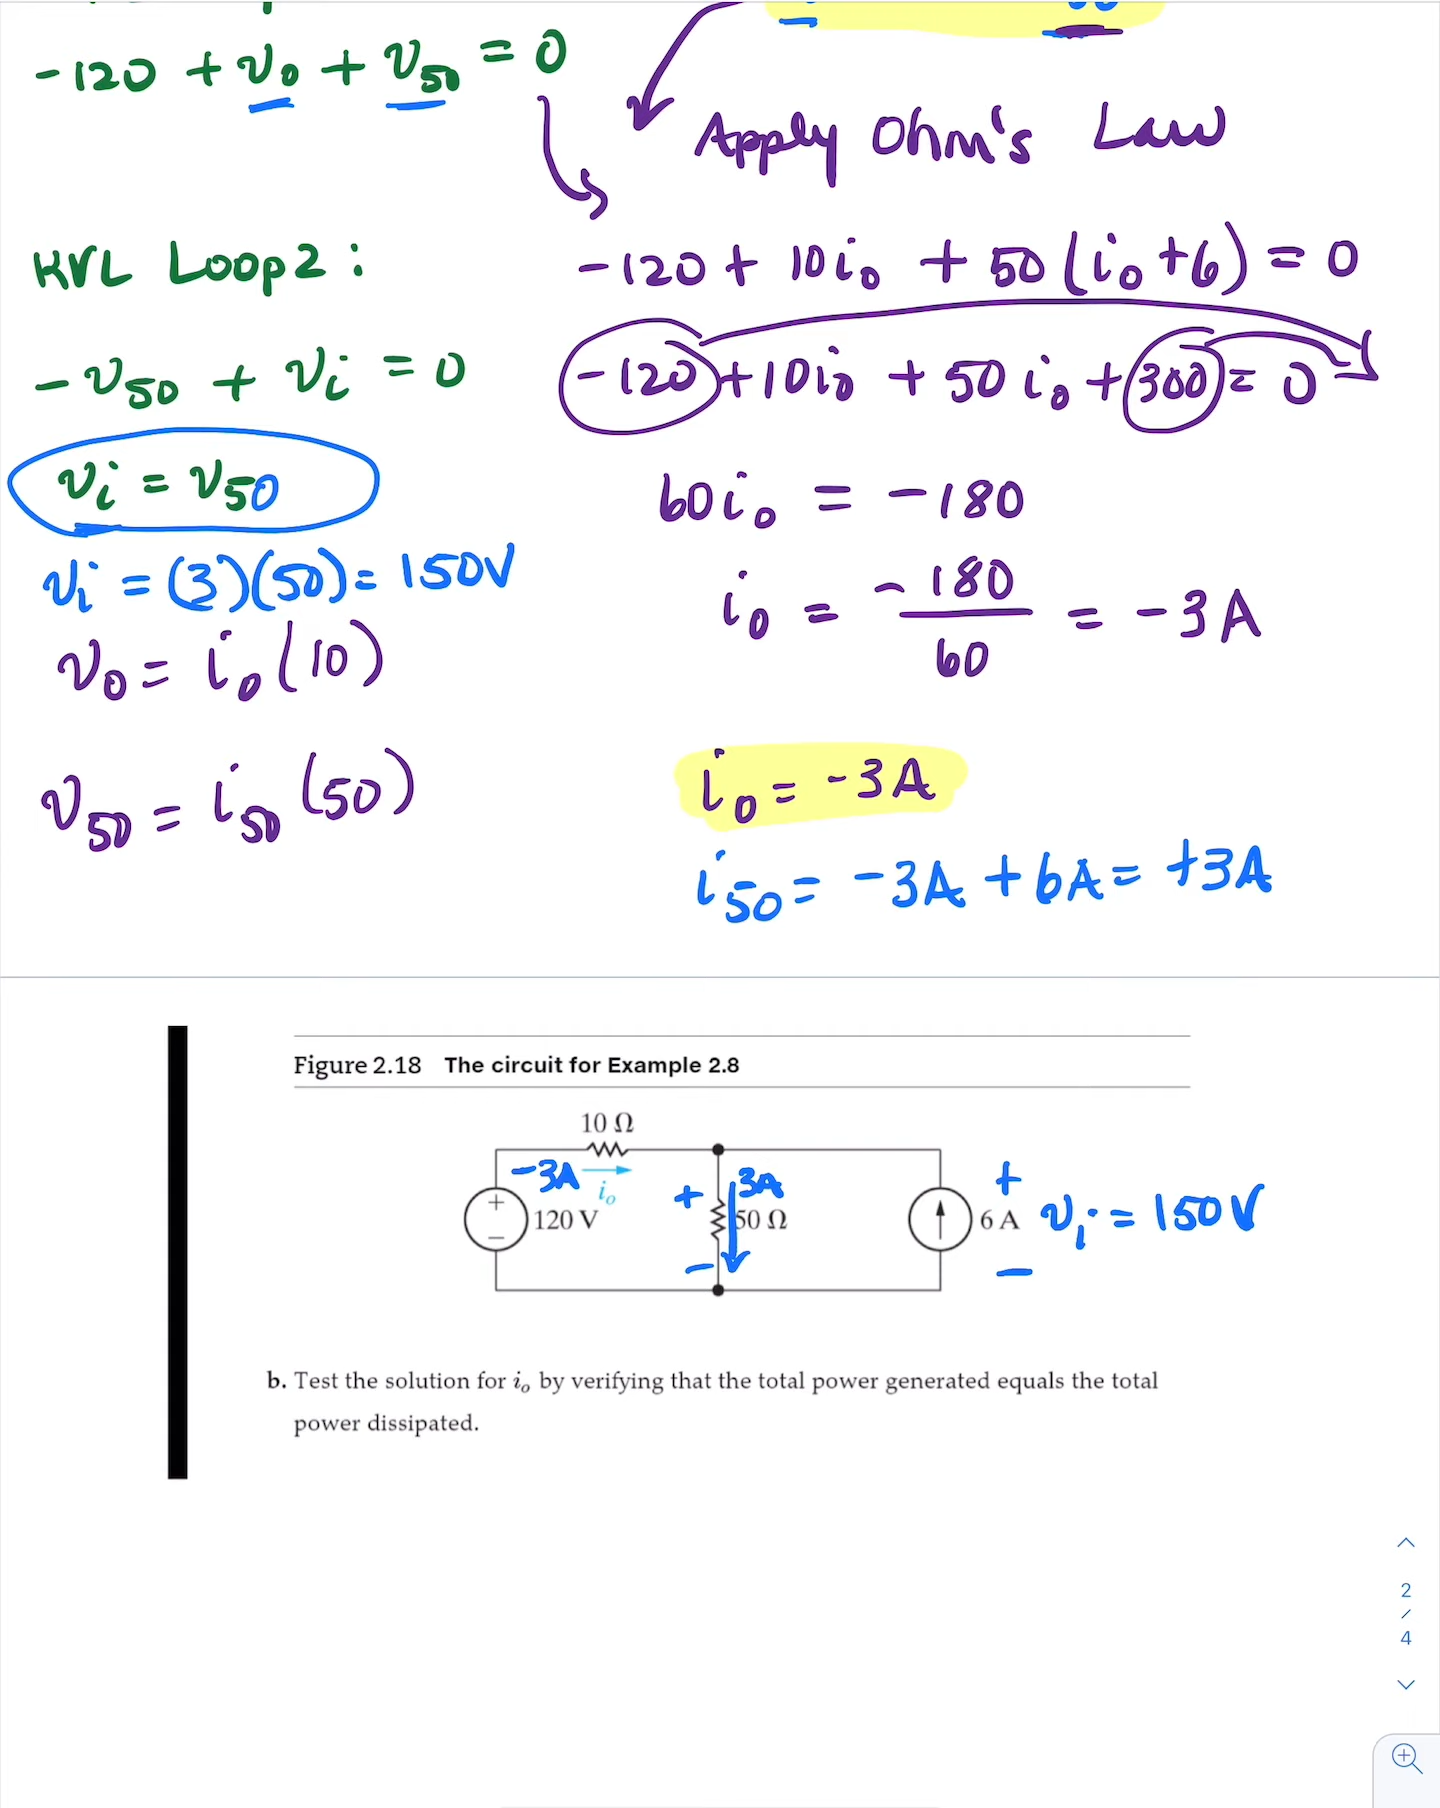 -120 + v₀ + v₅₀ = 0
Apply Ohm's Law
KVL Loop2 :
-120 + 10i₀ + 50(i₀+6) = 0
-v₅₀ + vᵢ = 0
-120 + 10i₀ + 50i₀ + 300 = 0
vᵢ = v₅₀
60i₀ = -180
vᵢ = (3)(50) = 150V
i₀ = -180/60 = -3A
v₀ = i₀(10)
v₅₀ = i₅₀(50)
i₀ = -3A
i₅₀ = -3A + 6A = +3A
Figure 2.18 The circuit for Example 2.8
10 Ω
-3A
iₒ
+
120 V
−
+
3A
50 Ω
−
6 A
+
vᵢ = 150V
−
b. Test the solution for iₒ by verifying that the total power generated equals the total
power dissipated.
2
/
4